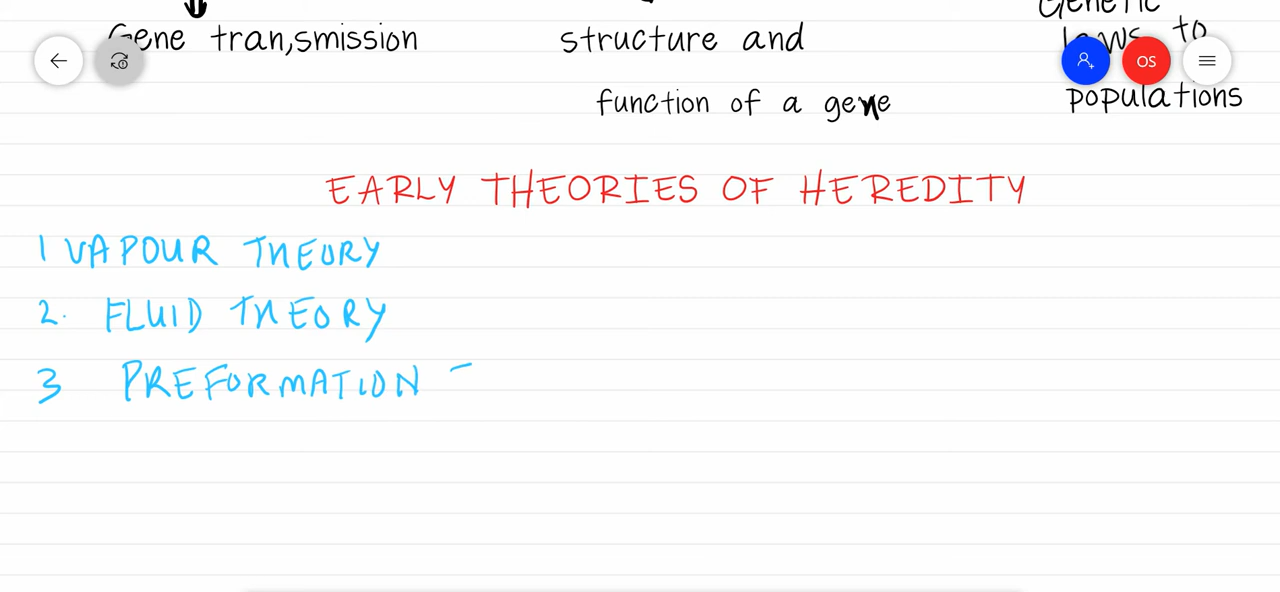 Genetic
Gene tran,smission structure and laws to
function of a gene populations
OS
EARLY THEORIES OF HEREDITY
1 VAPOUR THEORY
2. FLUID THEORY
3 PREFORMATION